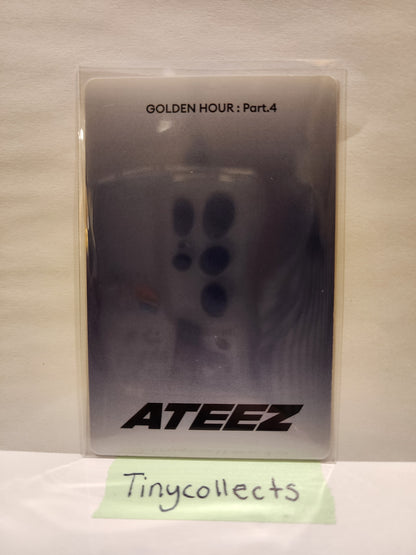 GOLDEN HOUR : Part.4
ATEEZ
Tinycollects